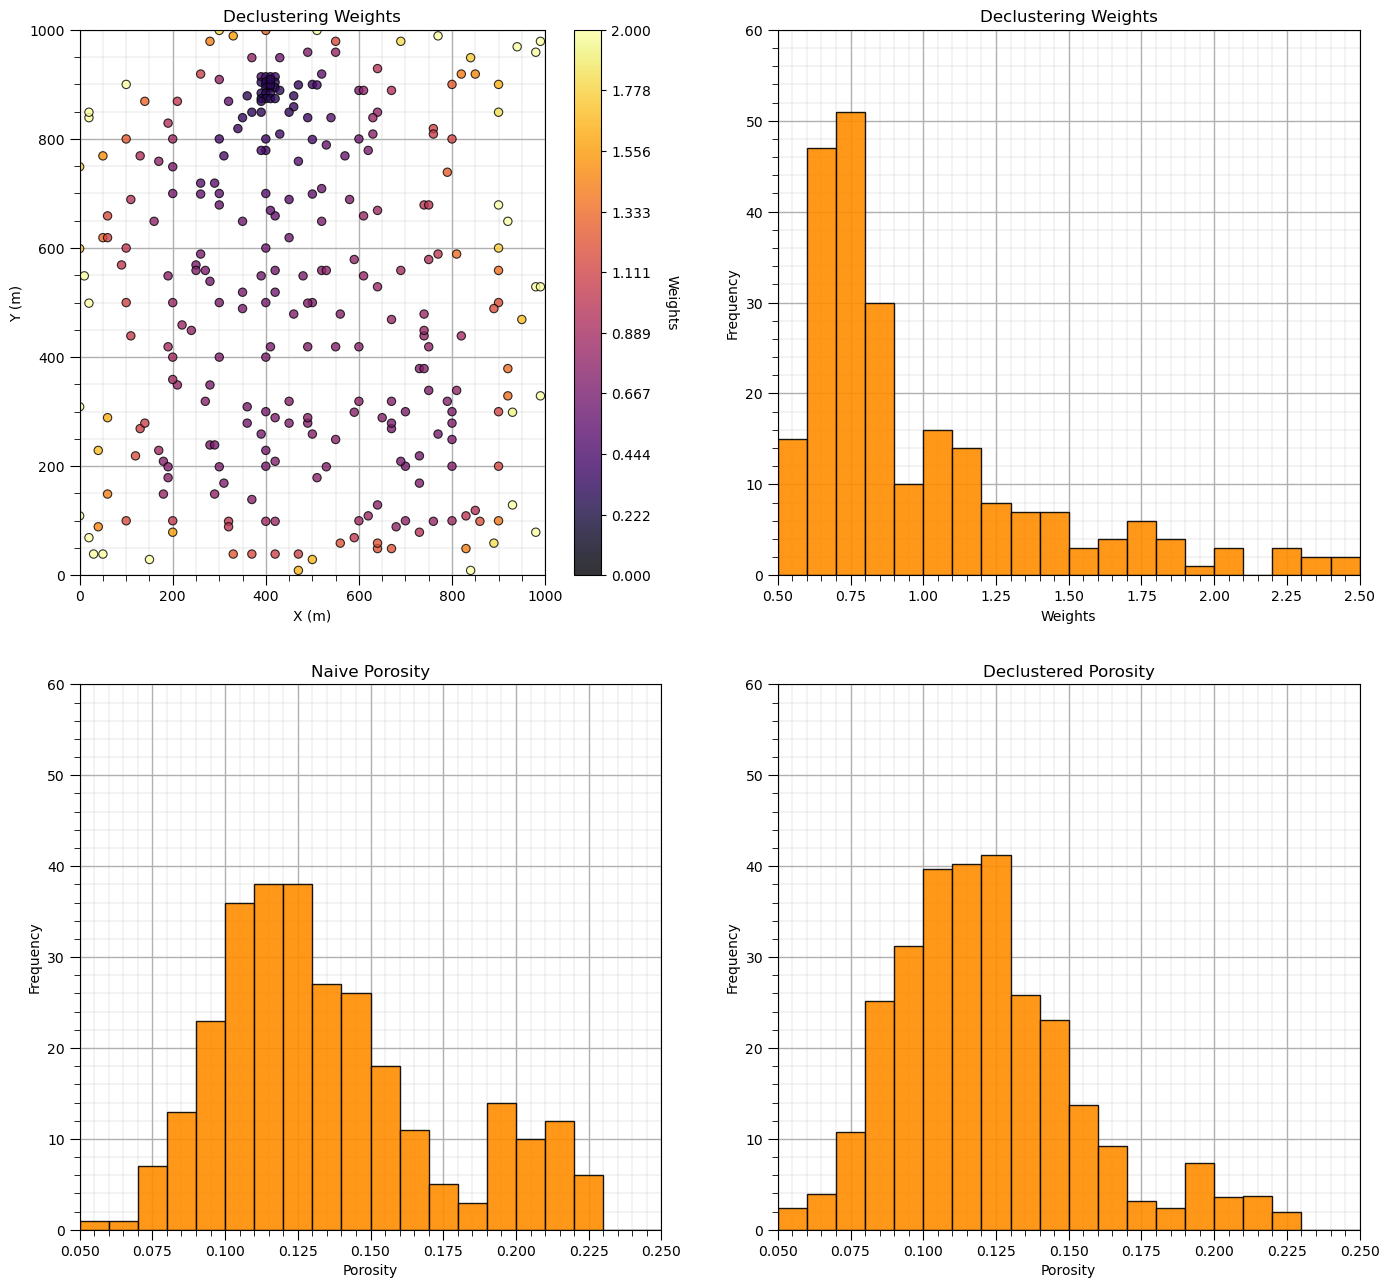 Declustering Weights
1000
800
600
400
200
0
Y (m)
0 200 400 600 800 1000
X (m)
2.000
1.778
1.556
1.333
1.111
0.889
0.667
0.444
0.222
0.000
Weights
Declustering Weights
60
50
40
30
20
10
0
Frequency
0.50 0.75 1.00 1.25 1.50 1.75 2.00 2.25 2.50
Weights
Naive Porosity
60
50
40
30
20
10
0
Frequency
0.050 0.075 0.100 0.125 0.150 0.175 0.200 0.225 0.250
Porosity
Declustered Porosity
60
50
40
30
20
10
0
Frequency
0.050 0.075 0.100 0.125 0.150 0.175 0.200 0.225 0.250
Porosity